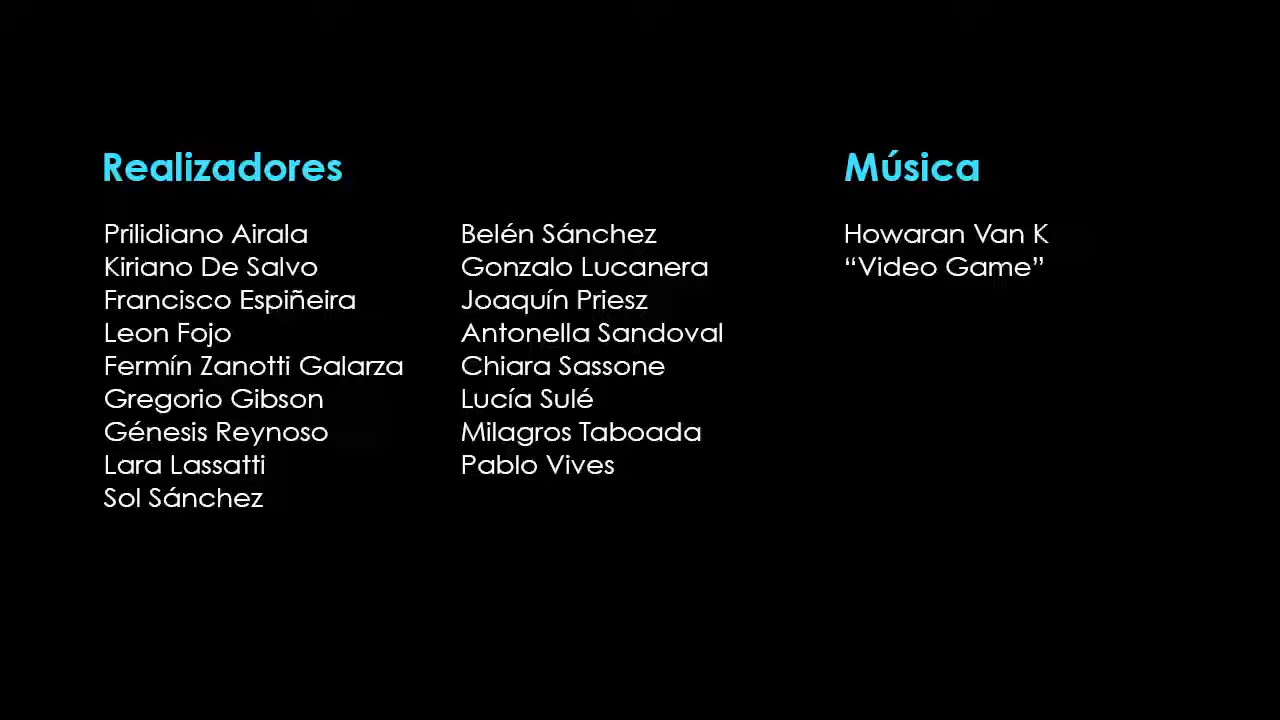 Realizadores
Prilidiano Airala
Kiriano De Salvo
Francisco Espiñeira
Leon Fojo
Fermín Zanotti Galarza
Gregorio Gibson
Génesis Reynoso
Lara Lassatti
Sol Sánchez
Belén Sánchez
Gonzalo Lucanera
Joaquín Priesz
Antonella Sandoval
Chiara Sassone
Lucía Sulé
Milagros Taboada
Pablo Vives
Música
Howaran Van K
“Video Game”